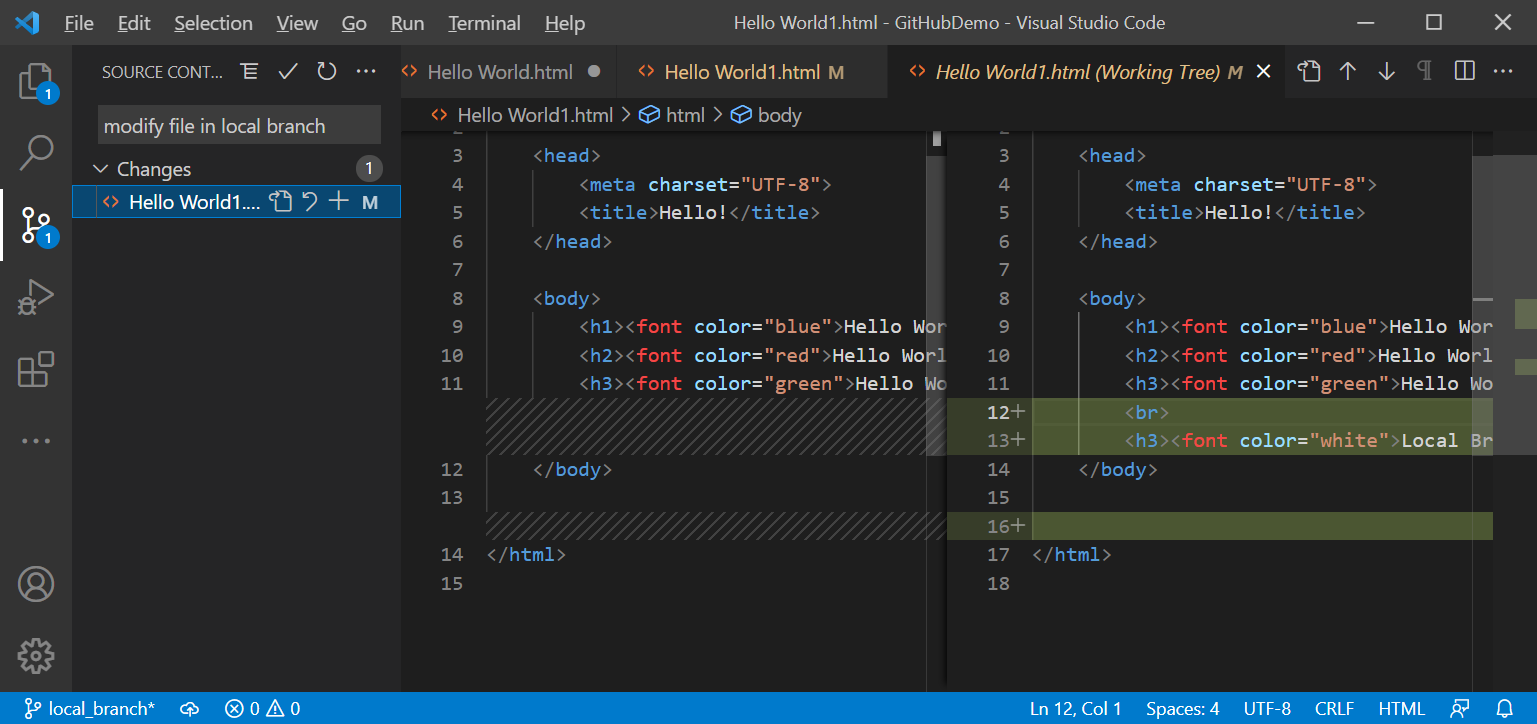 File Edit Selection View Go Run Terminal Help Hello World1.html - GitHubDemo - Visual Studio Code
SOURCE CONT...
Hello World.html
Hello World1.html M
Hello World1.html (Working Tree) M
1
modify file in local branch
Changes 1
Hello World1.... M
1
Hello World1.html > html > body
3 <head>
4 <meta charset="UTF-8">
5 <title>Hello!</title>
6 </head>
7
8 <body>
9 <h1><font color="blue">Hello Wor
10 <h2><font color="red">Hello Worl
11 <h3><font color="green">Hello Wo
12 </body>
13
14 </html>
15
3 <head>
4 <meta charset="UTF-8">
5 <title>Hello!</title>
6 </head>
7
8 <body>
9 <h1><font color="blue">Hello Wor
10 <h2><font color="red">Hello Worl
11 <h3><font color="green">Hello Wo
12+ <br>
13+ <h3><font color="white">Local Br
14 </body>
15
16+
17 </html>
18
local_branch* 0 0 Ln 12, Col 1 Spaces: 4 UTF-8 CRLF HTML